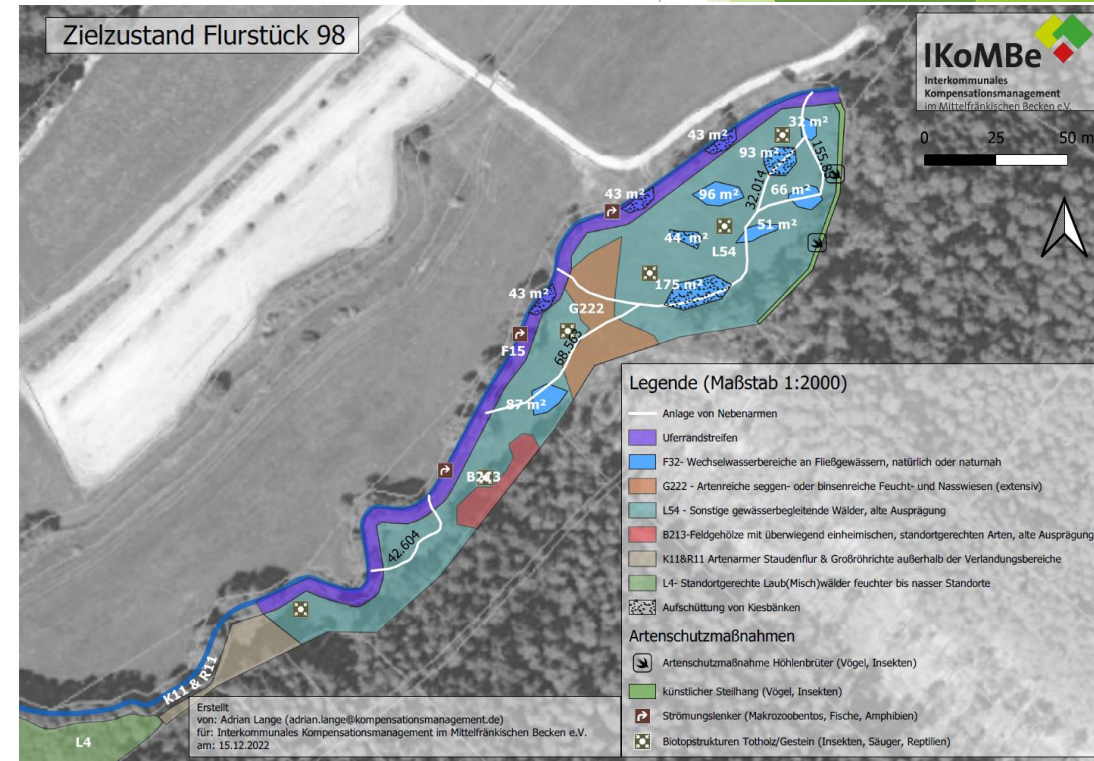 Zielzustand Flurstück 98
IKoMBe
Interkommunales
Kompensationsmanagement
im Mittelfränkischen Becken e.V.
0 25 50 m
32 m²
43 m²
93 m²
155.85
43 m²
96 m²
32.014
66 m²
51 m²
44 m²
L54
175 m²
43 m²
G222
F15
68.563
87 m²
B213
42.604
K11 & R11
L4
Legende (Maßstab 1:2000)
Anlage von Nebenarmen
Uferrandstreifen
F32- Wechselwasserbereiche an Fließgewässern, natürlich oder naturnah
G222 - Artenreiche seggen- oder binsenreiche Feucht- und Nasswiesen (extensiv)
L54 - Sonstige gewässerbegleitende Wälder, alte Ausprägung
B213-Feldgehölze mit überwiegend einheimischen, standortgerechten Arten, alte Ausprägung
K11&R11 Artenarmer Staudenflur & Großröhrichte außerhalb der Verlandungsbereiche
L4- Standortgerechte Laub(Misch)wälder feuchter bis nasser Standorte
Aufschüttung von Kiesbänken
Artenschutzmaßnahmen
Artenschutzmaßnahme Höhlenbrüter (Vögel, Insekten)
künstlicher Steilhang (Vögel, Insekten)
Strömungslenker (Makrozoobentos, Fische, Amphibien)
Biotopstrukturen Totholz/Gestein (Insekten, Säuger, Reptilien)
Erstellt
von: Adrian Lange (adrian.lange@kompensationsmanagement.de)
für: Interkommunales Kompensationsmanagement im Mittelfränkischen Becken e.V.
am: 15.12.2022